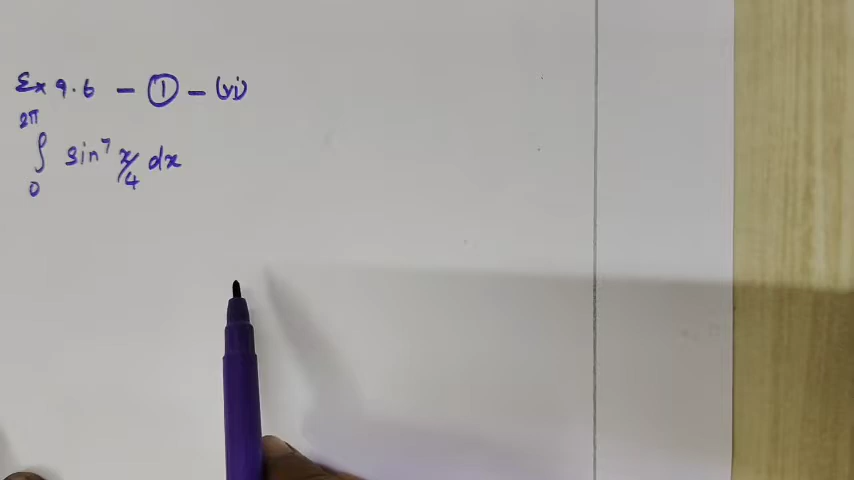 Ex 9.6 - ① - (vi)
2π
∫ sin⁷ x/4 dx
0